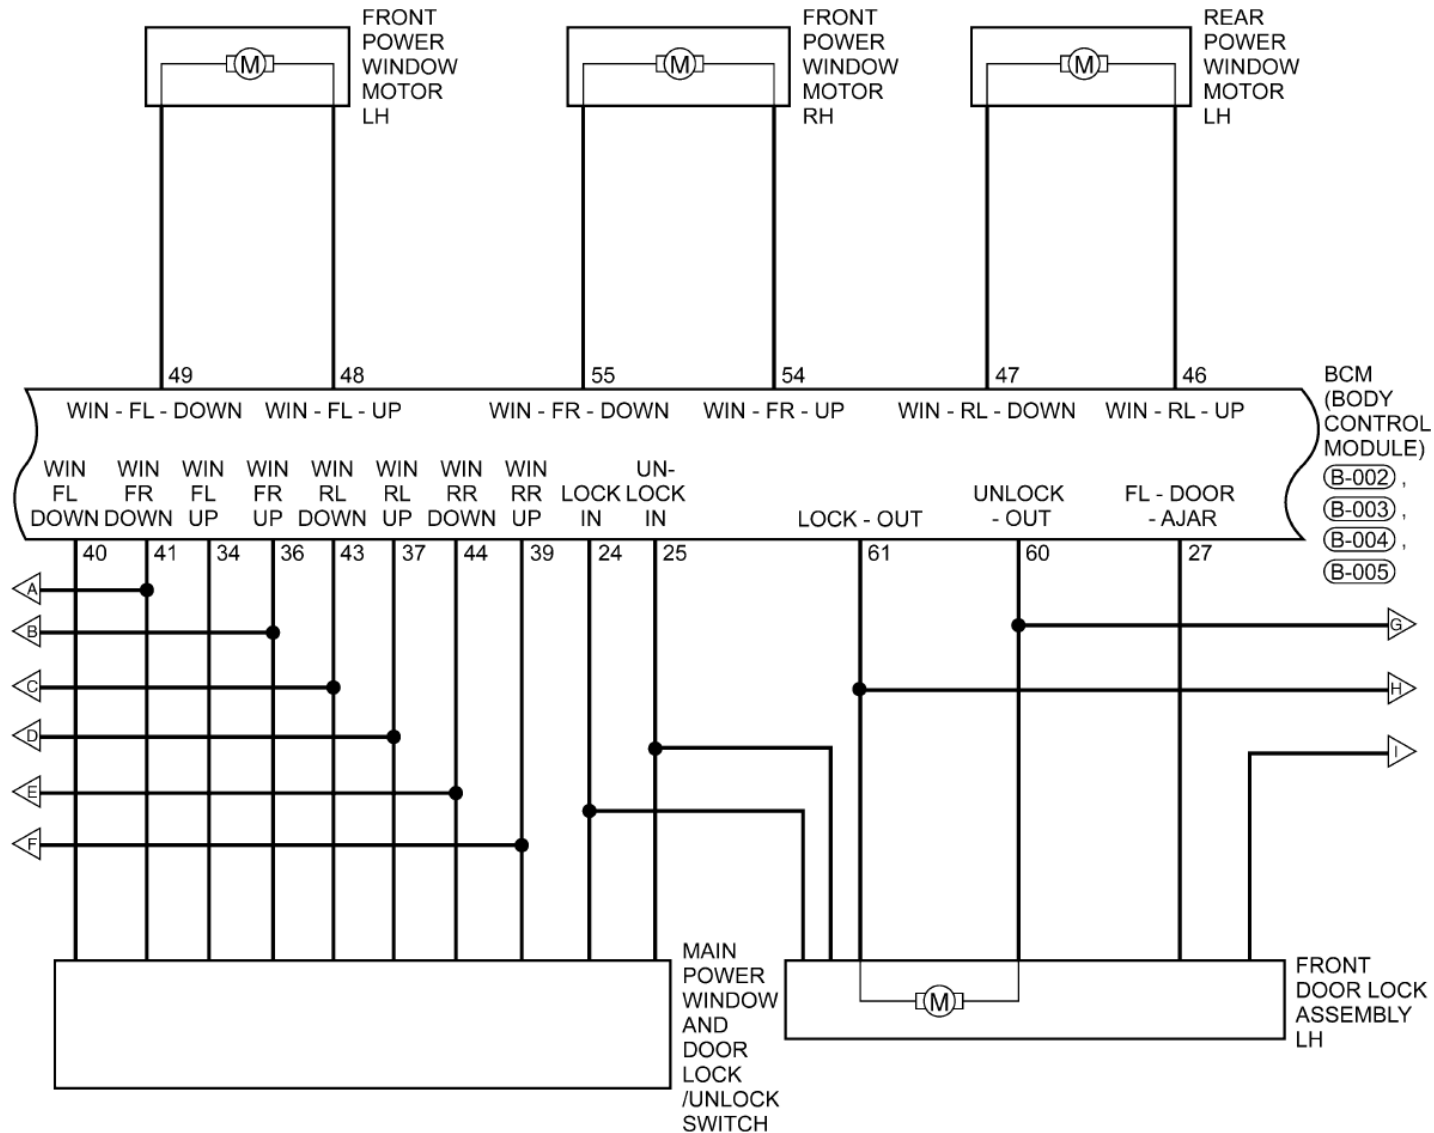 FRONT
POWER
WINDOW
MOTOR
LH
M
FRONT
POWER
WINDOW
MOTOR
RH
M
REAR
POWER
WINDOW
MOTOR
LH
M
49
48
55
54
47
46
WIN - FL - DOWN
WIN - FL - UP
WIN - FR - DOWN
WIN - FR - UP
WIN - RL - DOWN
WIN - RL - UP
BCM
(BODY
CONTROL
MODULE)
B-002 ,
B-003 ,
B-004 ,
B-005
WIN
FL
DOWN
WIN
FR
DOWN
WIN
FL
UP
WIN
FR
UP
WIN
RL
DOWN
WIN
RL
UP
WIN
RR
DOWN
WIN
RR
UP
LOCK
IN
UN-
LOCK
IN
LOCK - OUT
UNLOCK
- OUT
FL - DOOR
- AJAR
40
41
34
36
43
37
44
39
24
25
61
60
27
A
B
C
D
E
F
G
H
I
MAIN
POWER
WINDOW
AND
DOOR
LOCK
/UNLOCK
SWITCH
M
FRONT
DOOR LOCK
ASSEMBLY
LH